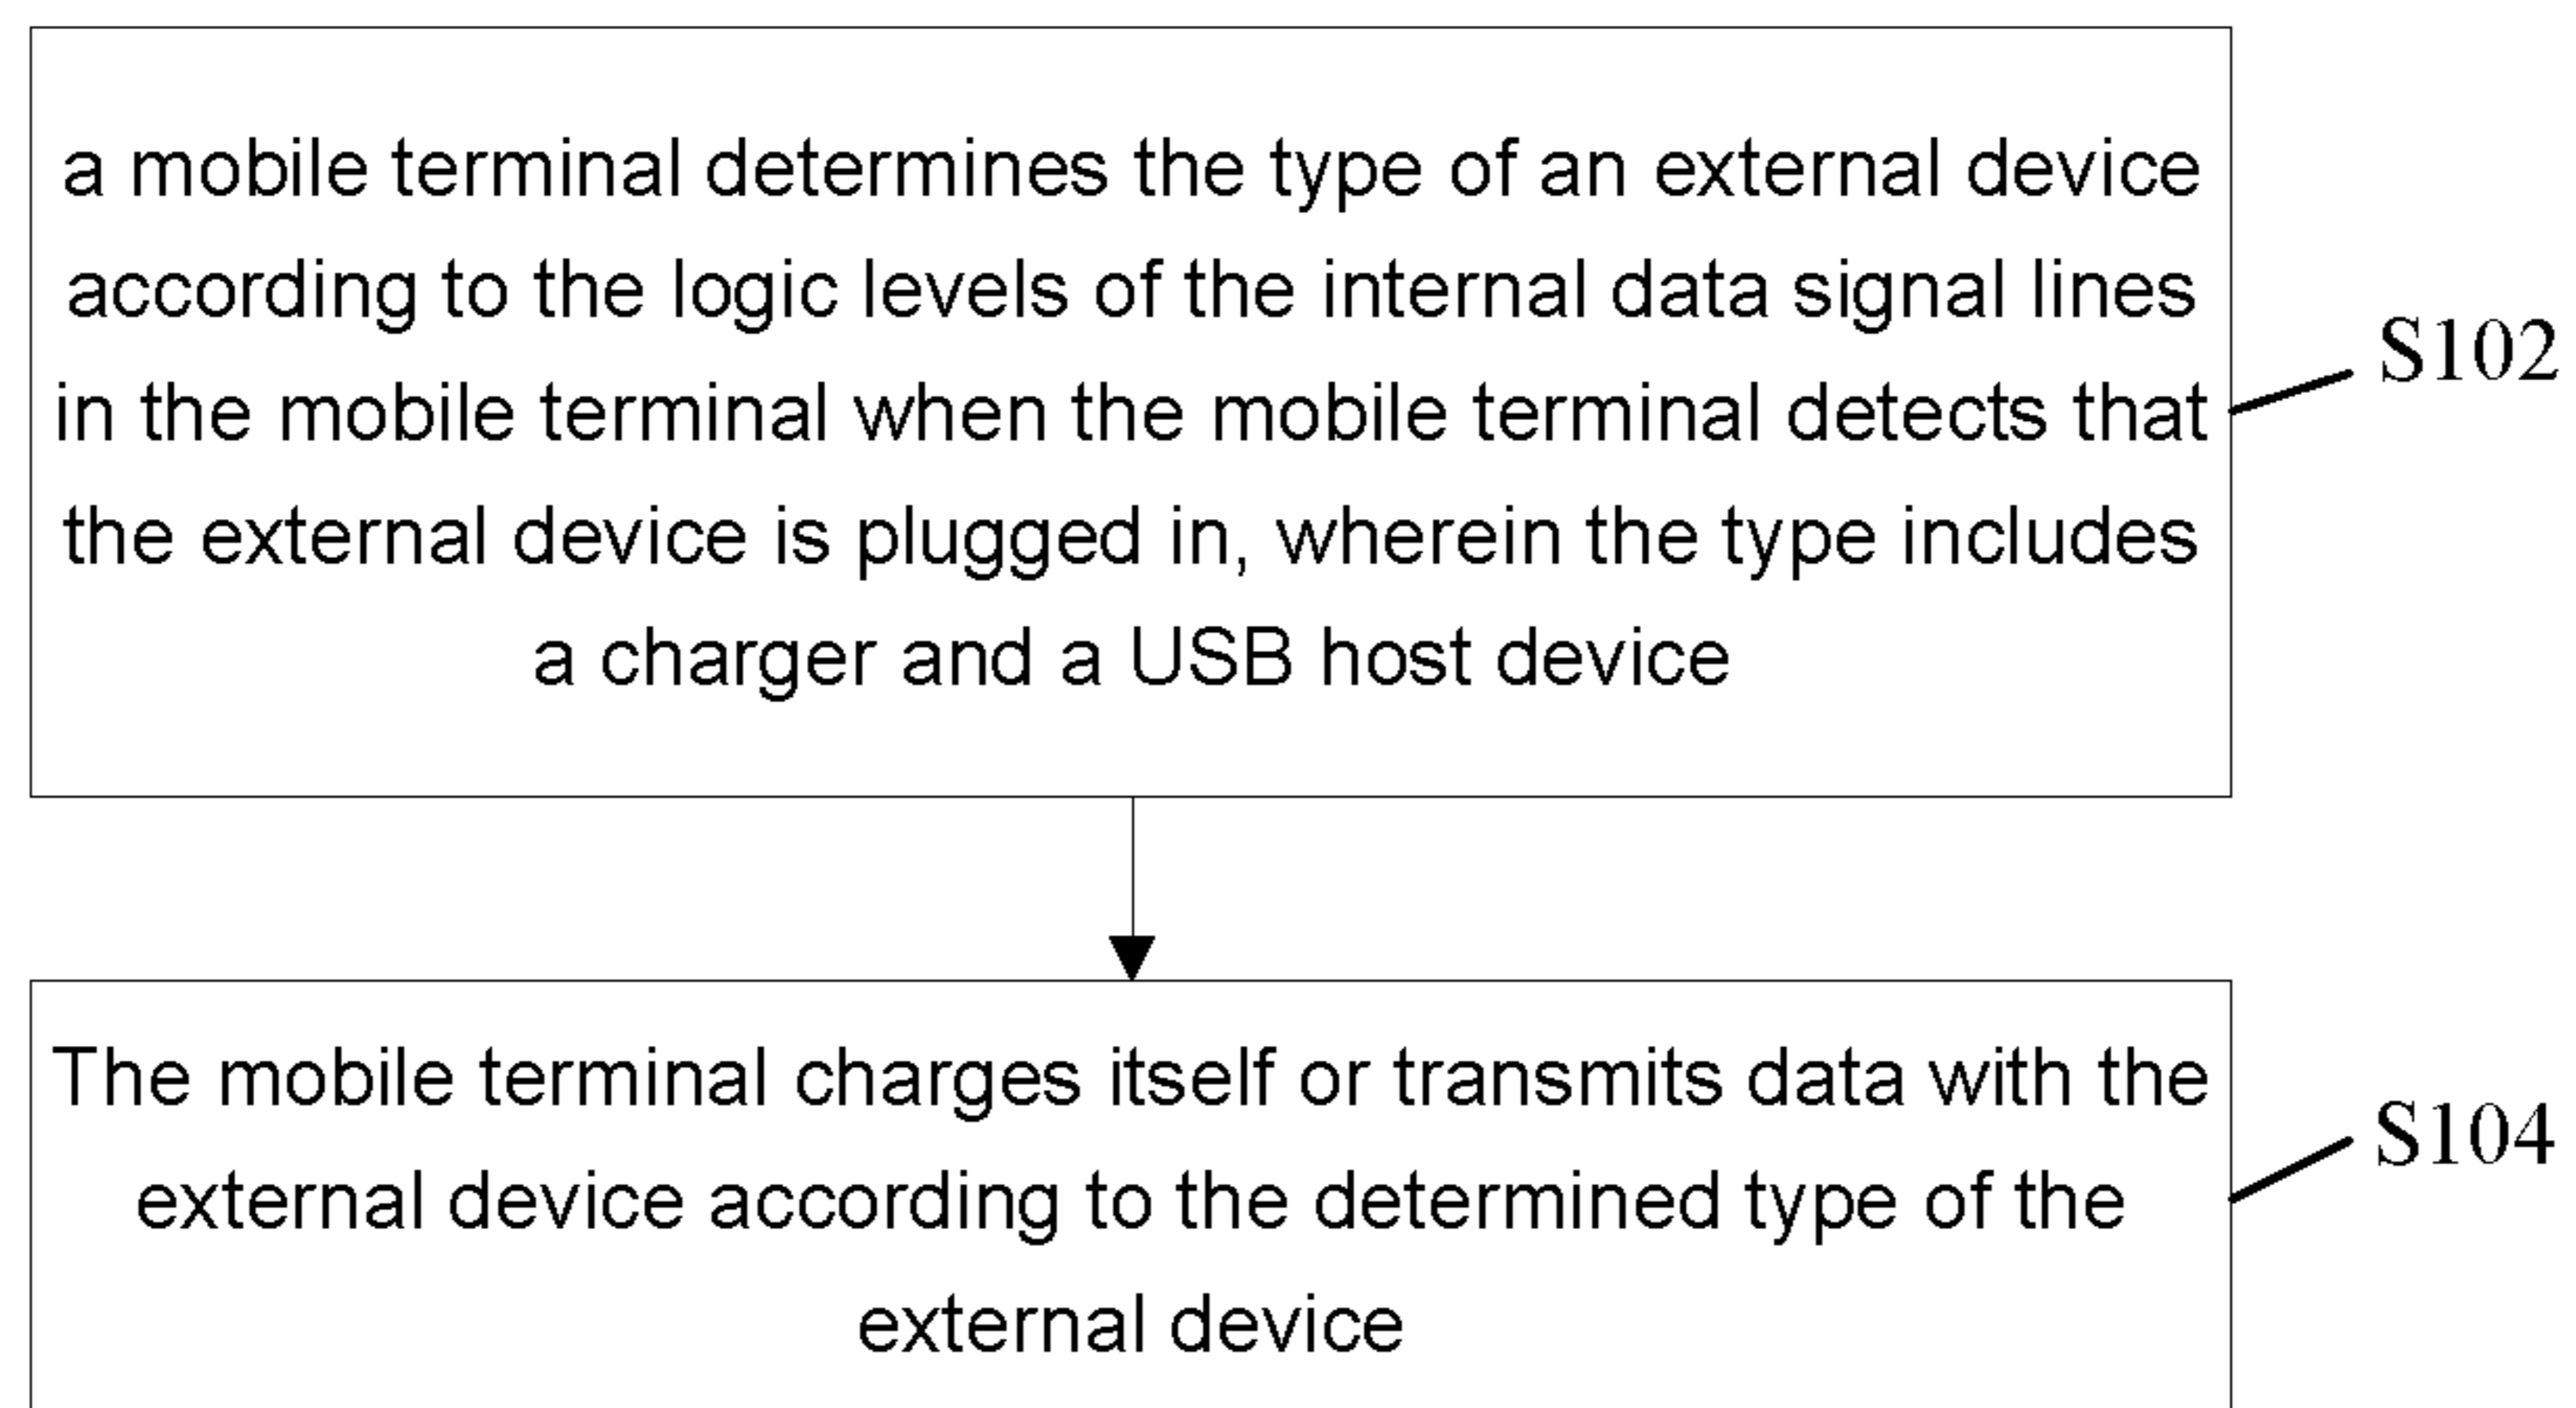 a mobile terminal determines the type of an external device
according to the logic levels of the internal data signal lines
in the mobile terminal when the mobile terminal detects that
the external device is plugged in, wherein the type includes
a charger and a USB host device
S102
The mobile terminal charges itself or transmits data with the
external device according to the determined type of the
external device
S104